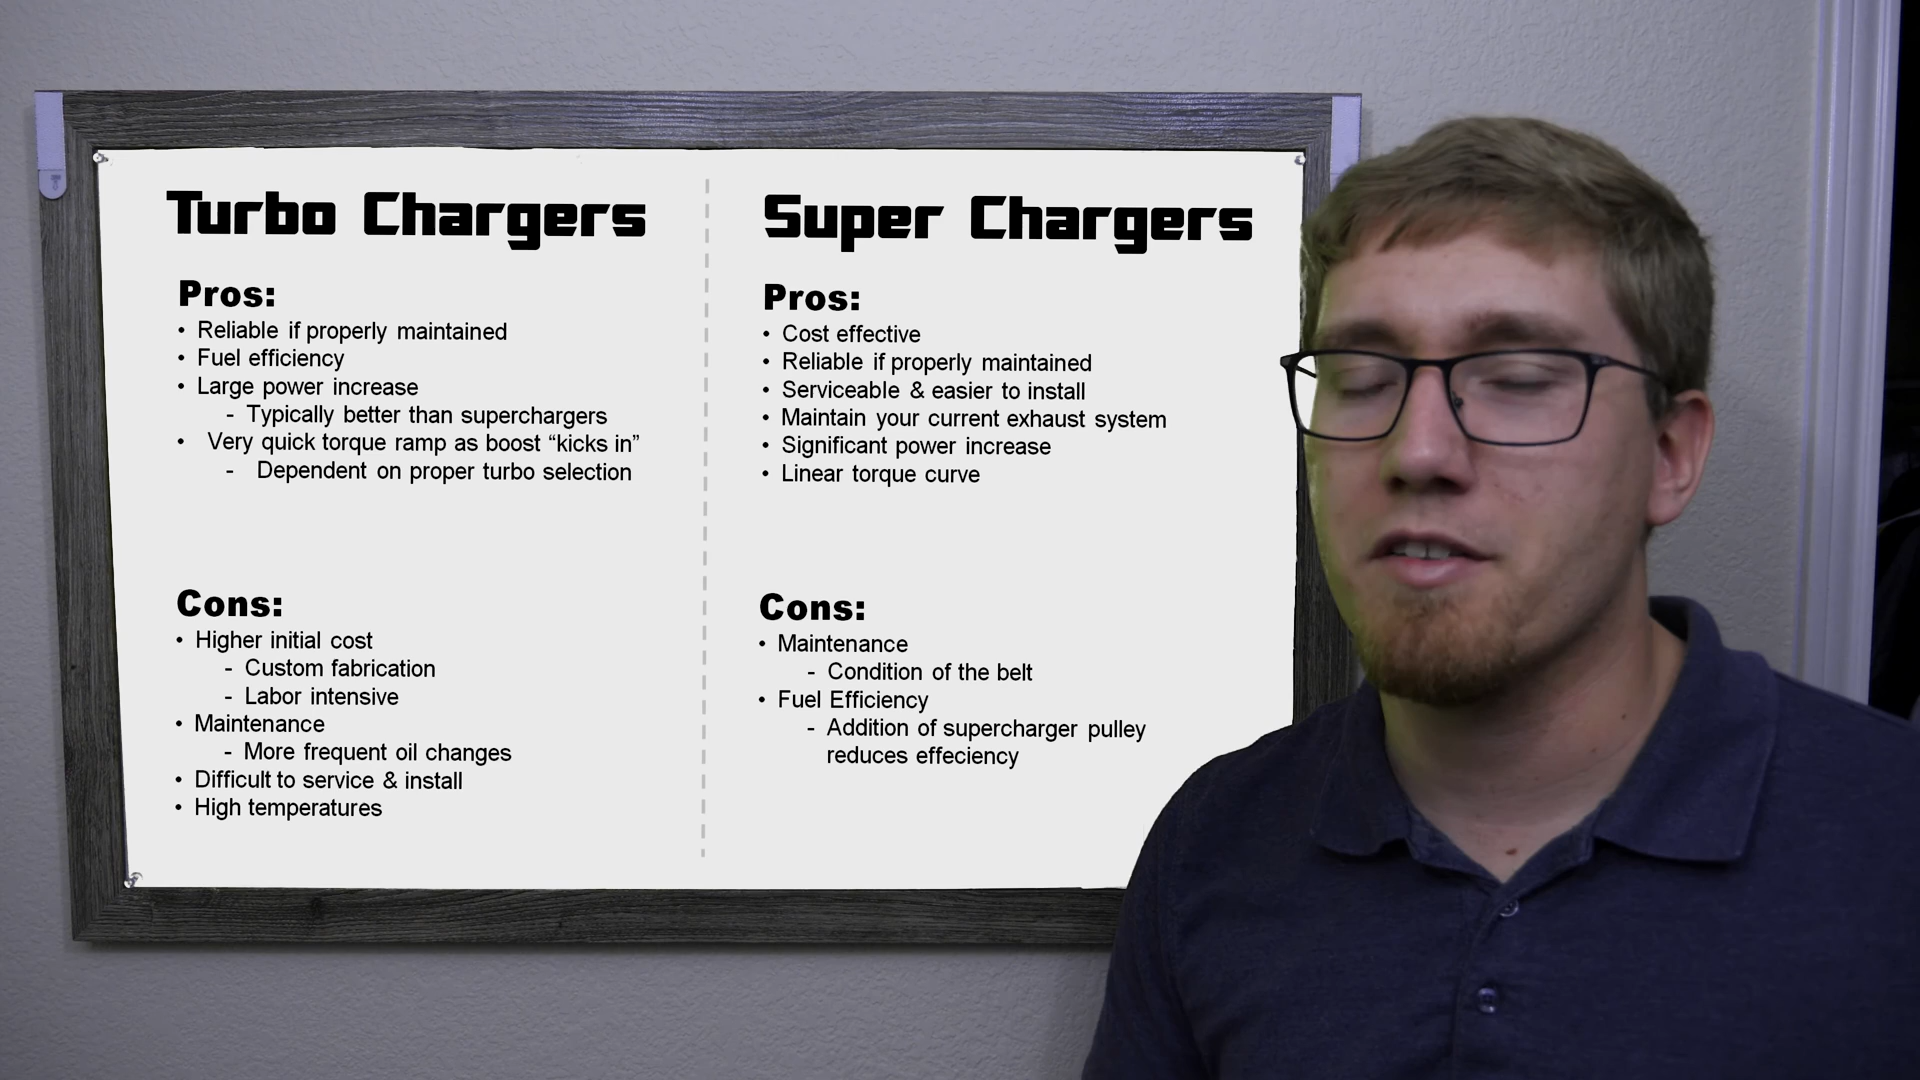 Turbo Chargers
Pros:
• Reliable if properly maintained
• Fuel efficiency
• Large power increase
- Typically better than superchargers
• Very quick torque ramp as boost “kicks in”
- Dependent on proper turbo selection
Cons:
• Higher initial cost
- Custom fabrication
- Labor intensive
• Maintenance
- More frequent oil changes
• Difficult to service & install
• High temperatures
Super Chargers
Pros:
• Cost effective
• Reliable if properly maintained
• Serviceable & easier to install
• Maintain your current exhaust system
• Significant power increase
• Linear torque curve
Cons:
• Maintenance
- Condition of the belt
• Fuel Efficiency
- Addition of supercharger pulley
reduces effeciency